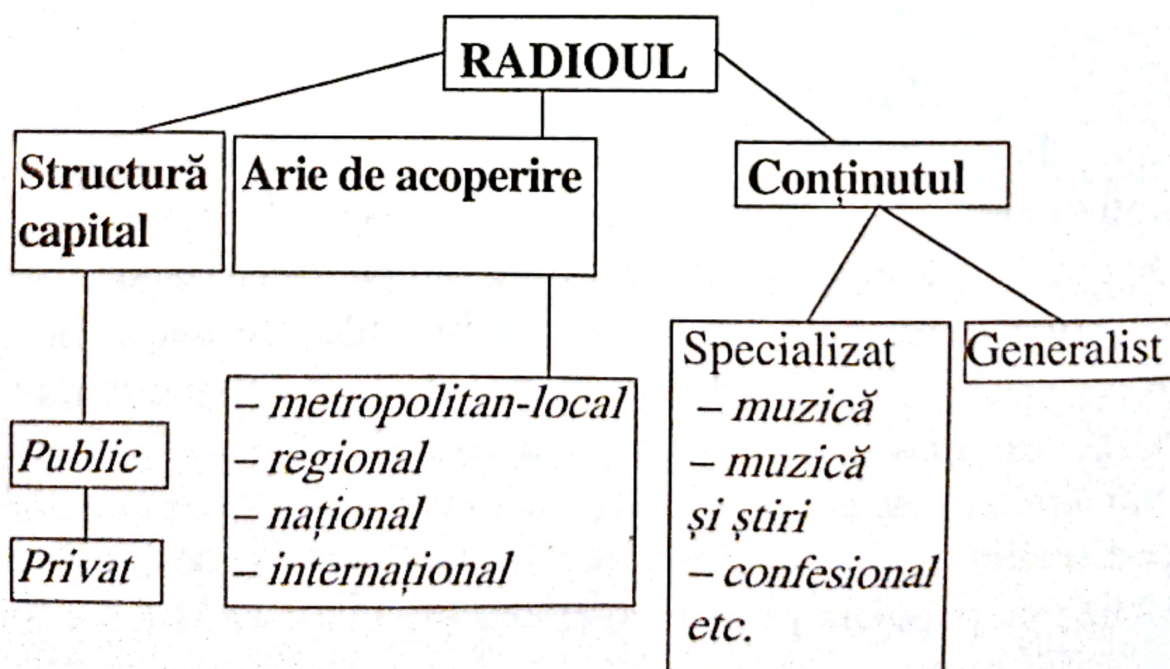 RADIOUL
Structură
capital
Arie de acoperire
Conținutul
Public
Privat
– metropolitan-local
– regional
– național
– internațional
Specializat
– muzică
– muzică
și știri
– confesional
etc.
Generalist